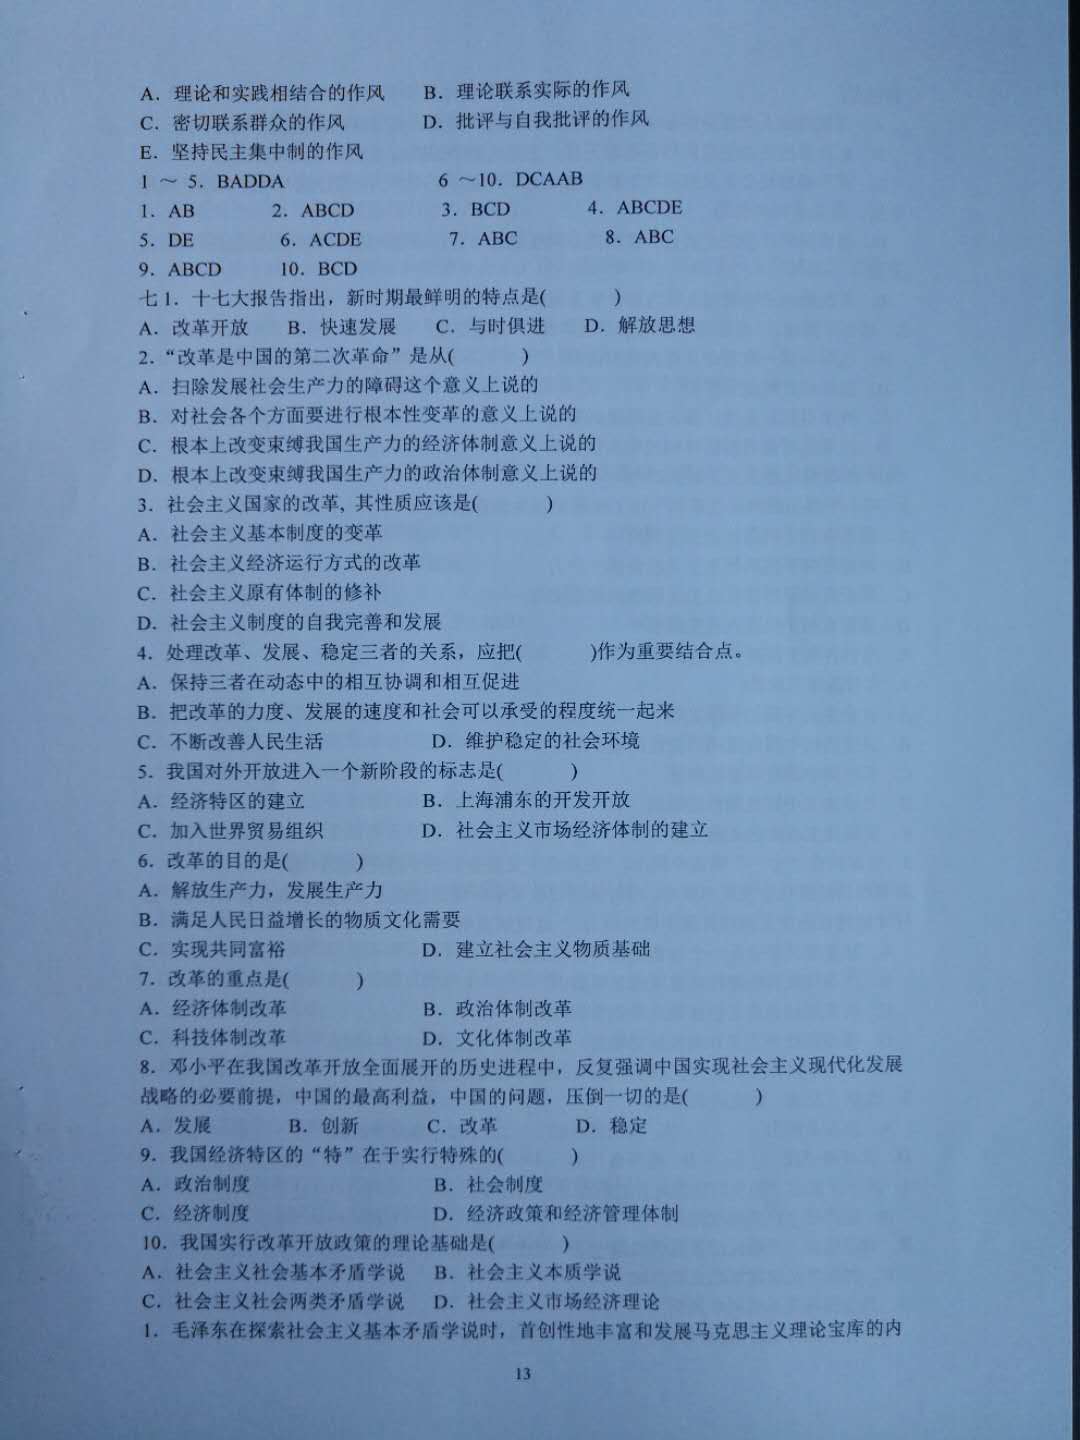 A．理论和实践相结合的作风 B．理论联系实际的作风
C．密切联系群众的作风 D．批评与自我批评的作风
E．坚持民主集中制的作风
1 ～ 5．BADDA 6 ～10．DCAAB
1．AB 2．ABCD 3．BCD 4．ABCDE
5．DE 6．ACDE 7．ABC 8．ABC
9．ABCD 10．BCD
七 1．十七大报告指出，新时期最鲜明的特点是( )
A．改革开放 B．快速发展 C．与时俱进 D．解放思想
2．“改革是中国的第二次革命”是从( )
A．扫除发展社会生产力的障碍这个意义上说的
B．对社会各个方面要进行根本性变革的意义上说的
C．根本上改变束缚我国生产力的经济体制意义上说的
D．根本上改变束缚我国生产力的政治体制意义上说的
3．社会主义国家的改革, 其性质应该是( )
A．社会主义基本制度的变革
B．社会主义经济运行方式的改革
C．社会主义原有体制的修补
D．社会主义制度的自我完善和发展
4．处理改革、发展、稳定三者的关系，应把( )作为重要结合点。
A．保持三者在动态中的相互协调和相互促进
B．把改革的力度、发展的速度和社会可以承受的程度统一起来
C．不断改善人民生活 D．维护稳定的社会环境
5．我国对外开放进入一个新阶段的标志是( )
A．经济特区的建立 B．上海浦东的开发开放
C．加入世界贸易组织 D．社会主义市场经济体制的建立
6．改革的目的是( )
A．解放生产力，发展生产力
B．满足人民日益增长的物质文化需要
C．实现共同富裕 D．建立社会主义物质基础
7．改革的重点是( )
A．经济体制改革 B．政治体制改革
C．科技体制改革 D．文化体制改革
8．邓小平在我国改革开放全面展开的历史进程中，反复强调中国实现社会主义现代化发展
战略的必要前提，中国的最高利益，中国的问题，压倒一切的是( )
A．发展 B．创新 C．改革 D．稳定
9．我国经济特区的“特”在于实行特殊的( )
A．政治制度 B．社会制度
C．经济制度 D．经济政策和经济管理体制
10．我国实行改革开放政策的理论基础是( )
A．社会主义社会基本矛盾学说 B．社会主义本质学说
C．社会主义社会两类矛盾学说 D．社会主义市场经济理论
1．毛泽东在探索社会主义基本矛盾学说时，首创性地丰富和发展马克思主义理论宝库的内
13